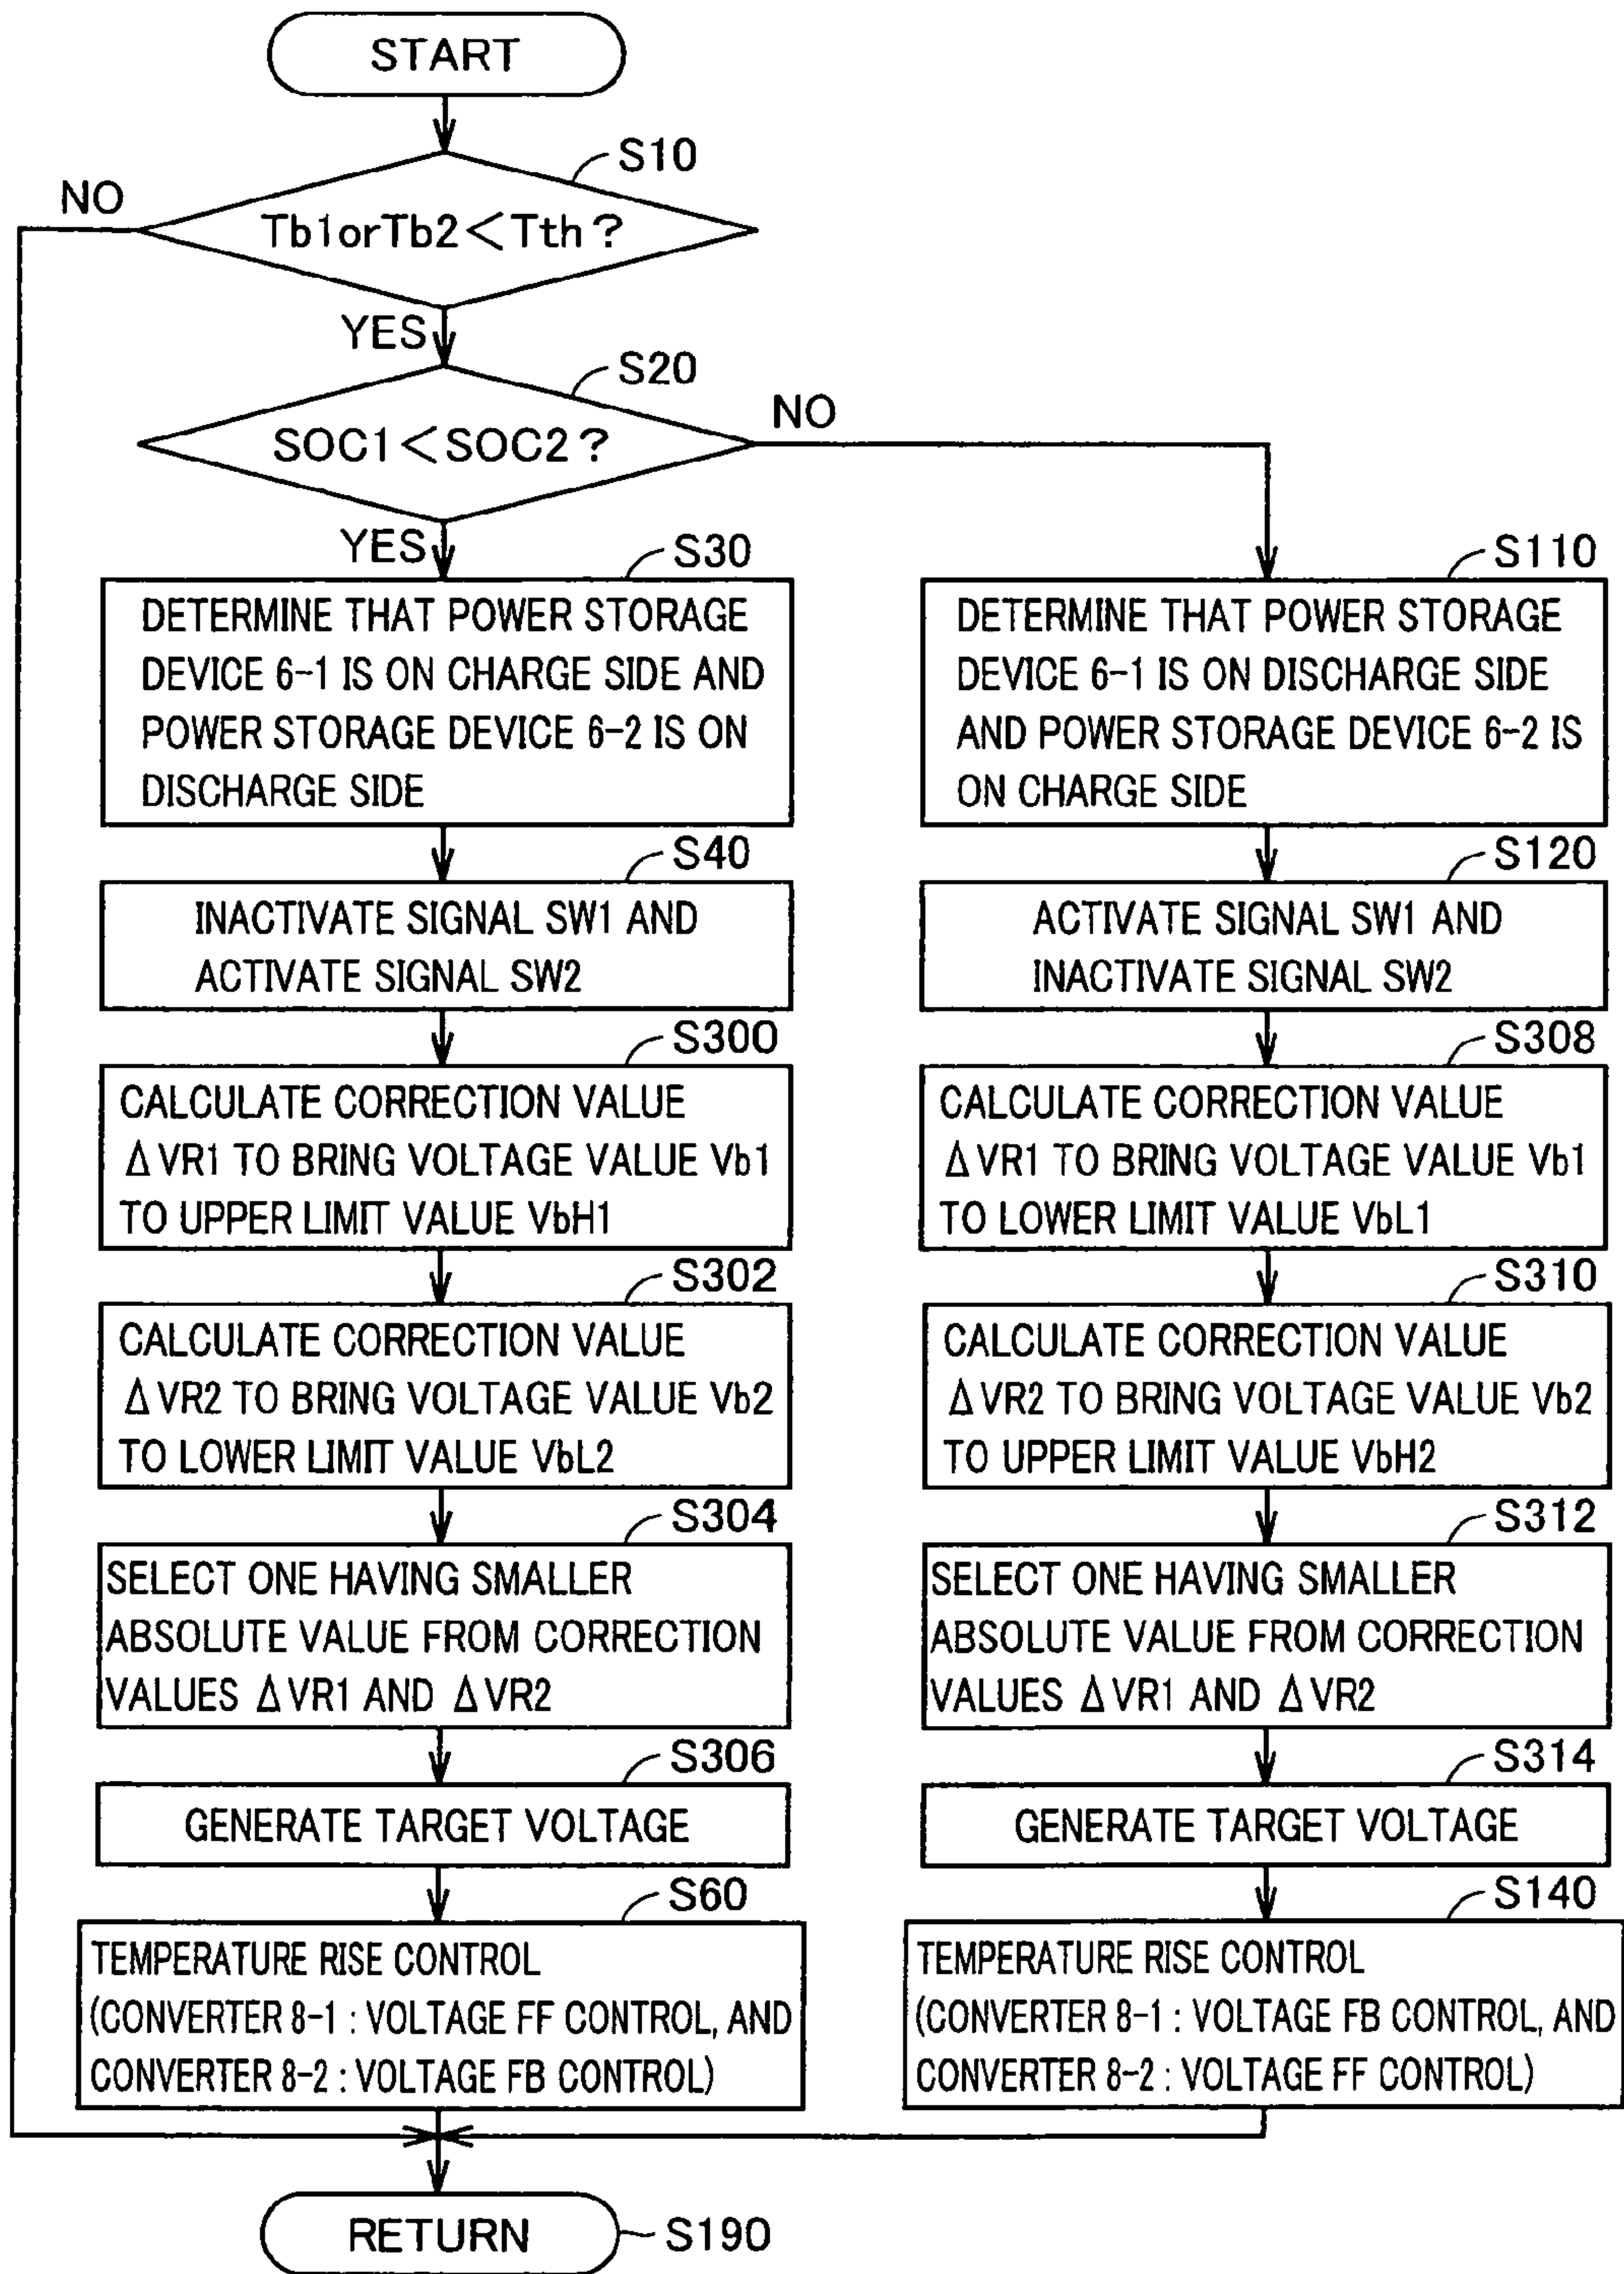 START
S10
NO
Tb1orTb2<Tth?
YES
S20
NO
SOC1<SOC2?
YES
S30
DETERMINE THAT POWER STORAGE
DEVICE 6-1 IS ON CHARGE SIDE AND
POWER STORAGE DEVICE 6-2 IS ON
DISCHARGE SIDE
S40
INACTIVATE SIGNAL SW1 AND
ACTIVATE SIGNAL SW2
S300
CALCULATE CORRECTION VALUE
ΔVR1 TO BRING VOLTAGE VALUE Vb1
TO UPPER LIMIT VALUE VbH1
S302
CALCULATE CORRECTION VALUE
ΔVR2 TO BRING VOLTAGE VALUE Vb2
TO LOWER LIMIT VALUE VbL2
S304
SELECT ONE HAVING SMALLER
ABSOLUTE VALUE FROM CORRECTION
VALUES ΔVR1 AND ΔVR2
S306
GENERATE TARGET VOLTAGE
S60
TEMPERATURE RISE CONTROL
(CONVERTER 8-1 : VOLTAGE FF CONTROL, AND
CONVERTER 8-2 : VOLTAGE FB CONTROL)
S110
DETERMINE THAT POWER STORAGE
DEVICE 6-1 IS ON DISCHARGE SIDE
AND POWER STORAGE DEVICE 6-2 IS
ON CHARGE SIDE
S120
ACTIVATE SIGNAL SW1 AND
INACTIVATE SIGNAL SW2
S308
CALCULATE CORRECTION VALUE
ΔVR1 TO BRING VOLTAGE VALUE Vb1
TO LOWER LIMIT VALUE VbL1
S310
CALCULATE CORRECTION VALUE
ΔVR2 TO BRING VOLTAGE VALUE Vb2
TO UPPER LIMIT VALUE VbH2
S312
SELECT ONE HAVING SMALLER
ABSOLUTE VALUE FROM CORRECTION
VALUES ΔVR1 AND ΔVR2
S314
GENERATE TARGET VOLTAGE
S140
TEMPERATURE RISE CONTROL
(CONVERTER 8-1 : VOLTAGE FB CONTROL, AND
CONVERTER 8-2 : VOLTAGE FF CONTROL)
RETURN
S190